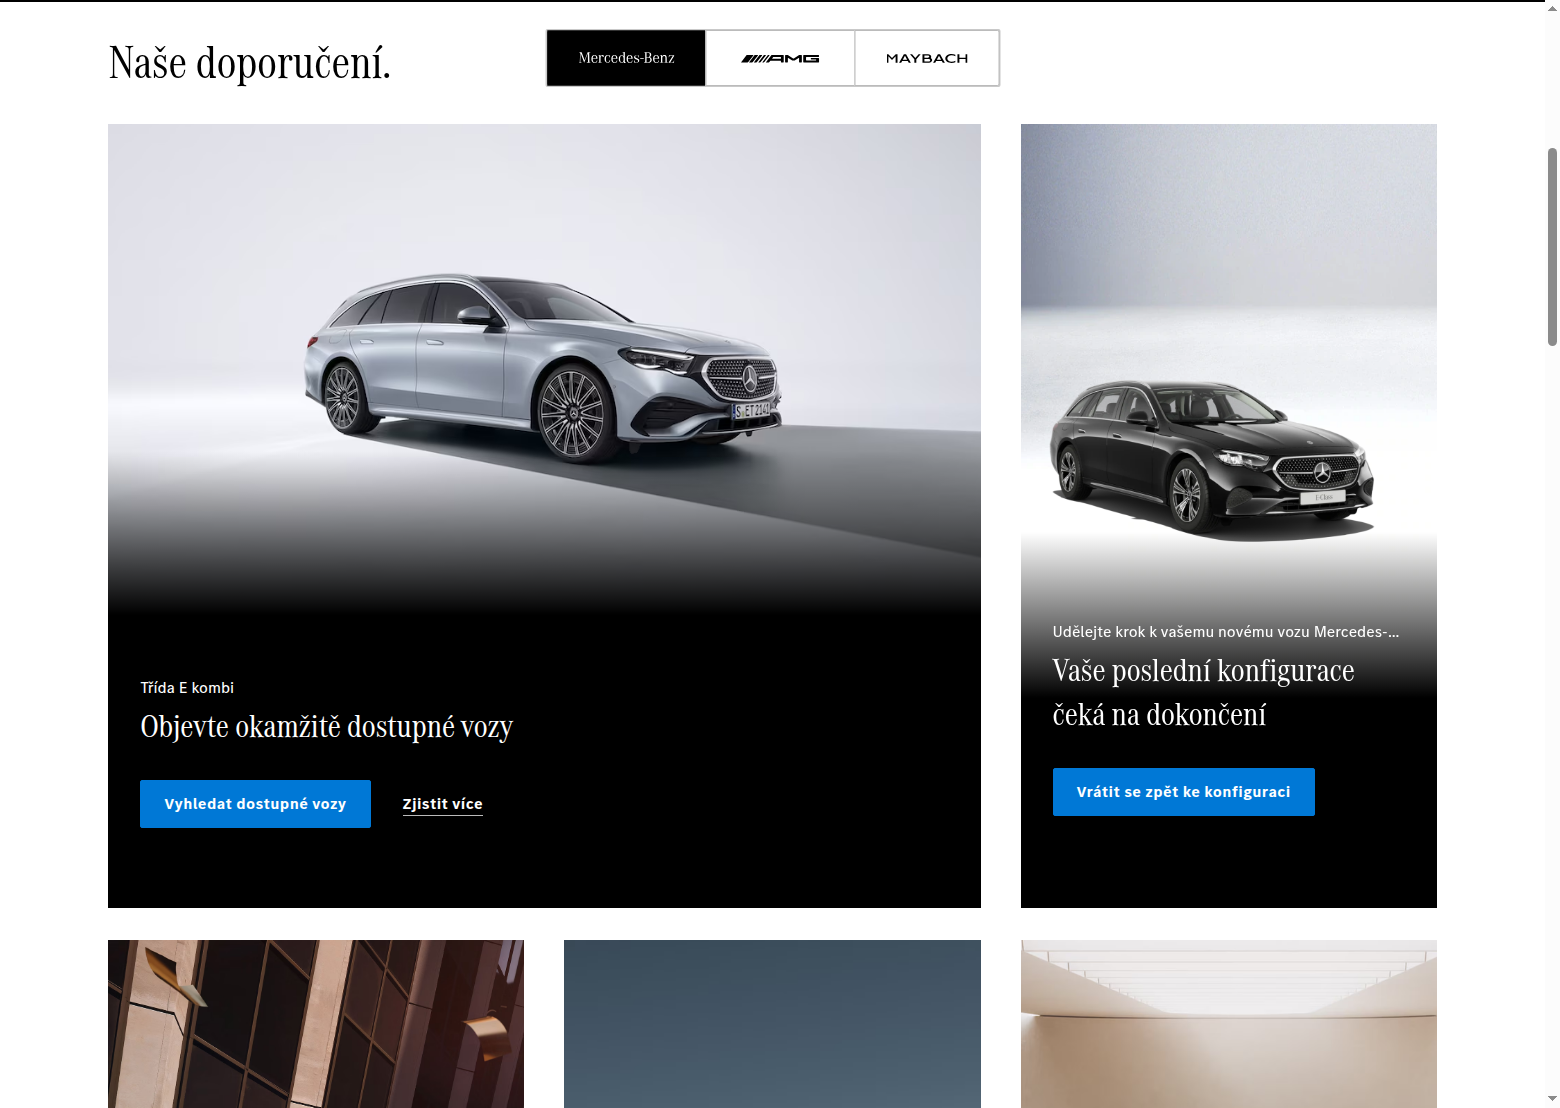 Naše doporučení.
Mercedes-Benz
AMG
MAYBACH
S ET 2141
E-Class
Třída E kombi
Objevte okamžitě dostupné vozy
Vyhledat dostupné vozy
Zjistit více
Udělejte krok k vašemu novému vozu Mercedes-...
Vaše poslední konfigurace
čeká na dokončení
Vrátit se zpět ke konfiguraci